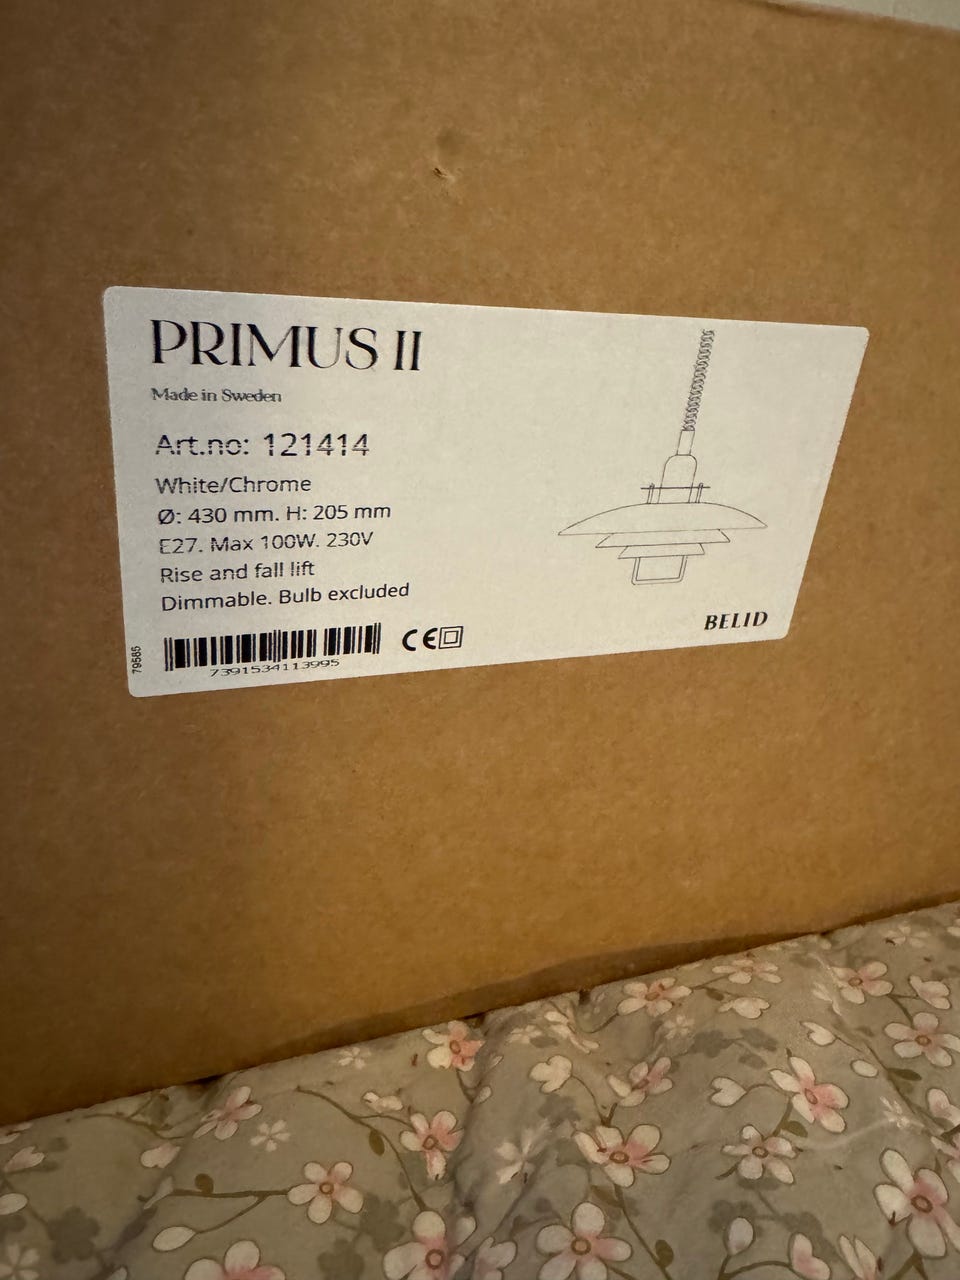 PRIMUS II
Made in Sweden
Art.no: 121414
White/Chrome
Ø: 430 mm. H: 205 mm
E27. Max 100W. 230V
Rise and fall lift
Dimmable. Bulb excluded
79585
7391534113995
CE
BELID